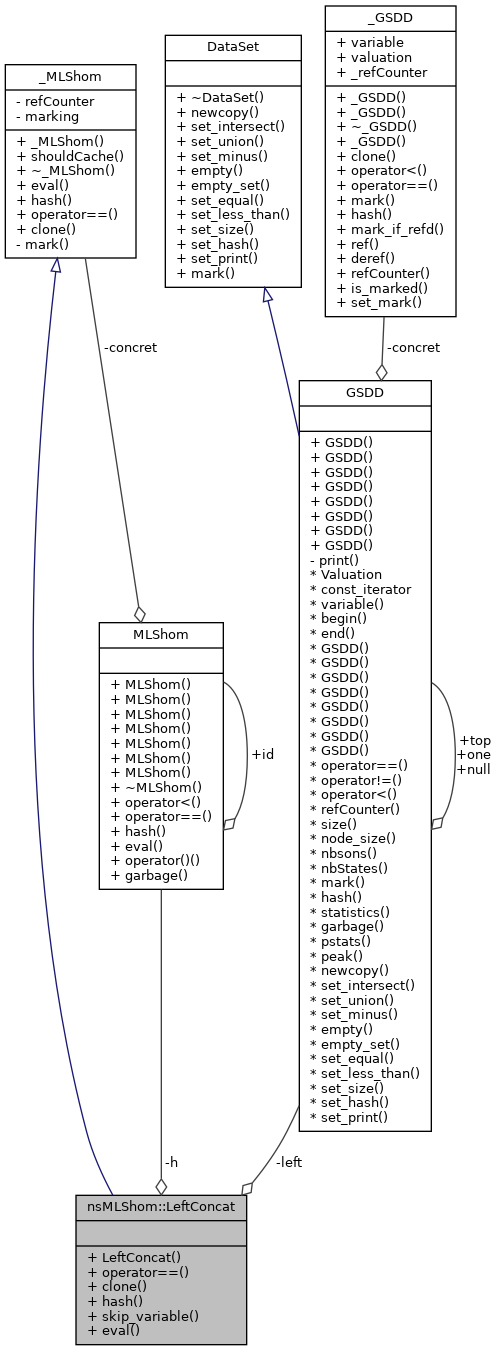 _MLShom
- refCounter
- marking
+ _MLShom()
+ shouldCache()
+ ~_MLShom()
+ eval()
+ hash()
+ operator==()
+ clone()
- mark()
DataSet
+ ~DataSet()
+ newcopy()
+ set_intersect()
+ set_union()
+ set_minus()
+ empty()
+ empty_set()
+ set_equal()
+ set_less_than()
+ set_size()
+ set_hash()
+ set_print()
+ mark()
_GSDD
+ variable
+ valuation
+ _refCounter
+ _GSDD()
+ _GSDD()
+ ~_GSDD()
+ _GSDD()
+ clone()
+ operator<()
+ operator==()
+ mark()
+ hash()
+ mark_if_refd()
+ ref()
+ deref()
+ refCounter()
+ is_marked()
+ set_mark()
-concret
-concret
GSDD
+ GSDD()
+ GSDD()
+ GSDD()
+ GSDD()
+ GSDD()
+ GSDD()
+ GSDD()
+ GSDD()
- print()
* Valuation
* const_iterator
* variable()
* begin()
* end()
* GSDD()
* GSDD()
* GSDD()
* GSDD()
* GSDD()
* GSDD()
* GSDD()
* GSDD()
* operator==()
* operator!=()
* operator<()
* refCounter()
* size()
* node_size()
* nbsons()
* nbStates()
* mark()
* hash()
* statistics()
* garbage()
* pstats()
* peak()
* newcopy()
* set_intersect()
* set_union()
* set_minus()
* empty()
* empty_set()
* set_equal()
* set_less_than()
* set_size()
* set_hash()
* set_print()
+top
+one
+null
MLShom
+ MLShom()
+ MLShom()
+ MLShom()
+ MLShom()
+ MLShom()
+ MLShom()
+ MLShom()
+ ~MLShom()
+ operator<()
+ operator==()
+ hash()
+ eval()
+ operator()()
+ garbage()
+id
-h
-left
nsMLShom::LeftConcat
+ LeftConcat()
+ operator==()
+ clone()
+ hash()
+ skip_variable()
+ eval()